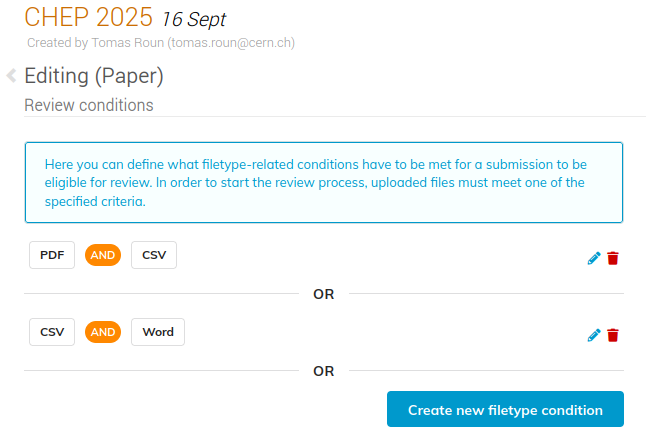 CHEP 2025 16 Sept
Created by Tomas Roun (tomas.roun@cern.ch)
Editing (Paper)
Review conditions
Here you can define what filetype-related conditions have to be met for a submission to be
eligible for review. In order to start the review process, uploaded files must meet one of the
specified criteria.
PDF AND CSV
OR
CSV AND Word
OR
Create new filetype condition